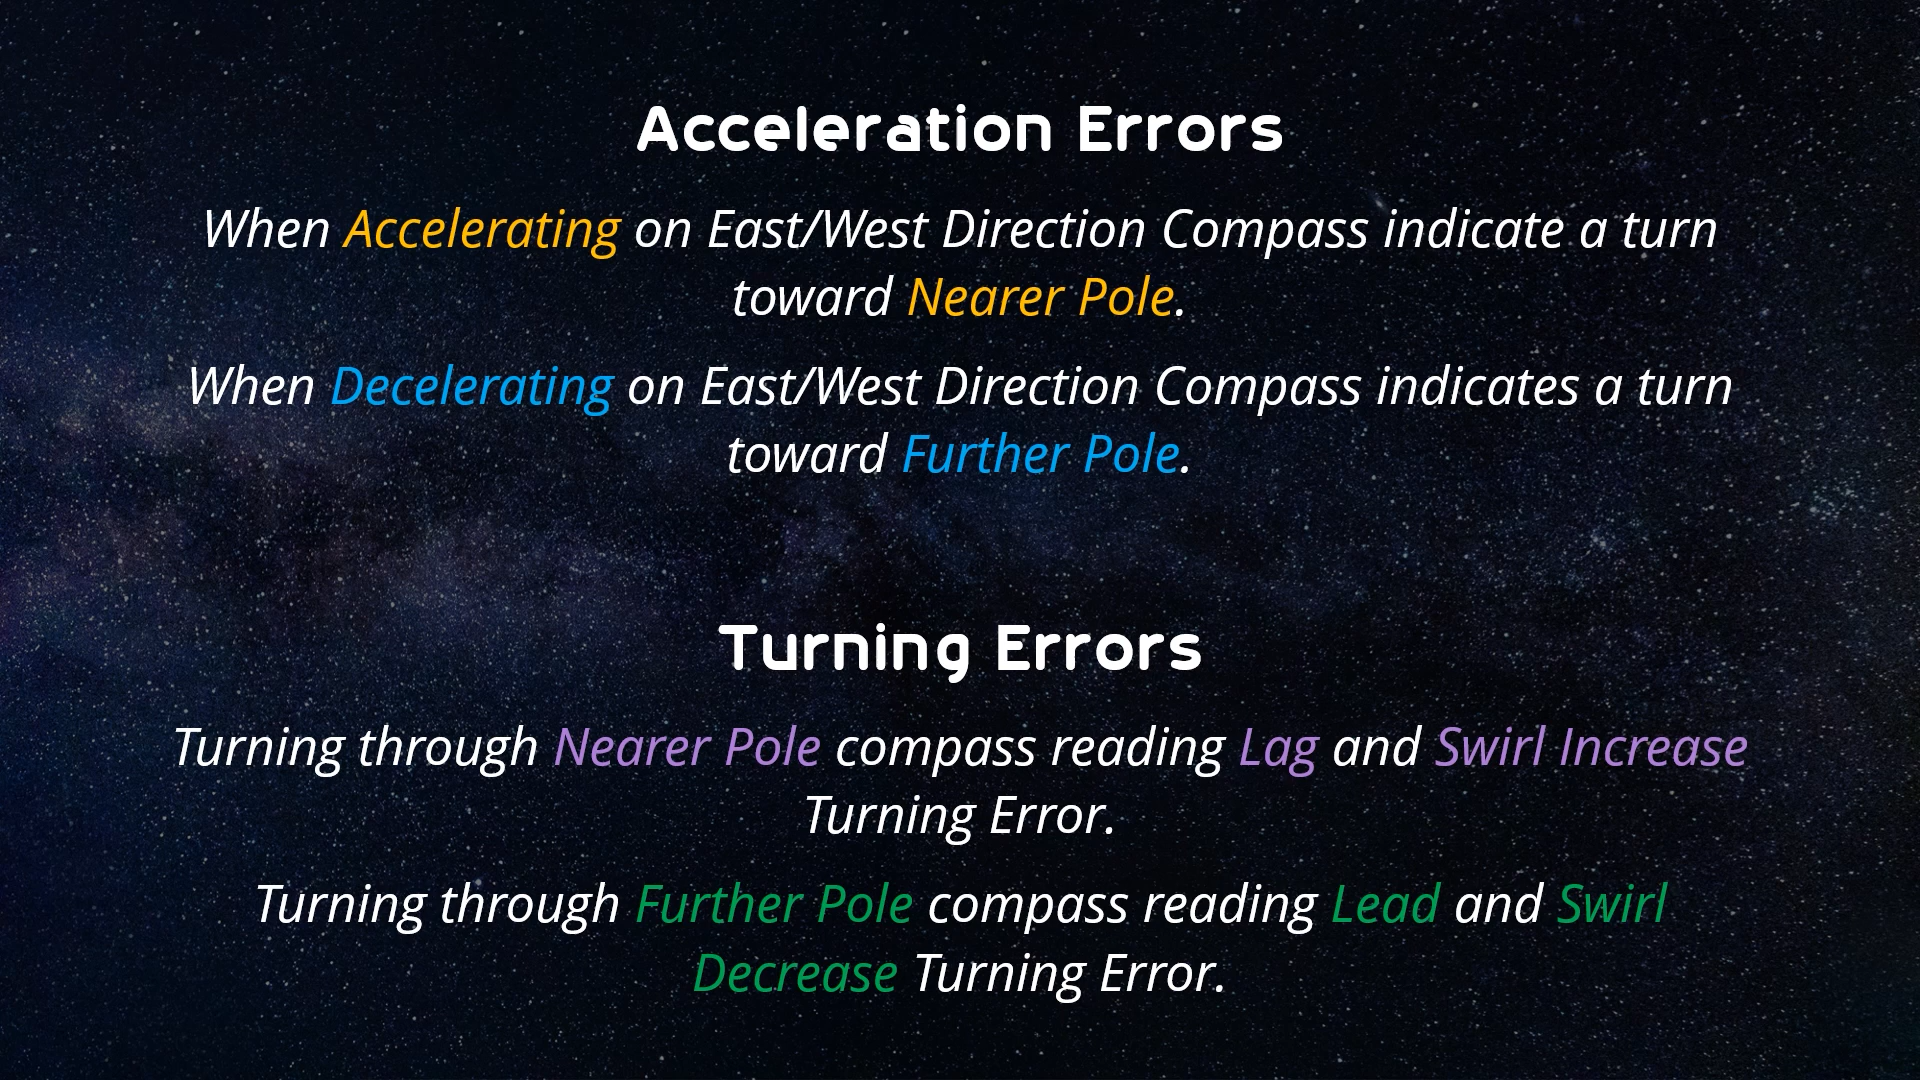 Acceleration Errors
When Accelerating on East/West Direction Compass indicate a turn
toward Nearer Pole.
When Decelerating on East/West Direction Compass indicates a turn
toward Further Pole.
Turning Errors
Turning through Nearer Pole compass reading Lag and Swirl Increase
Turning Error.
Turning through Further Pole compass reading Lead and Swirl
Decrease Turning Error.